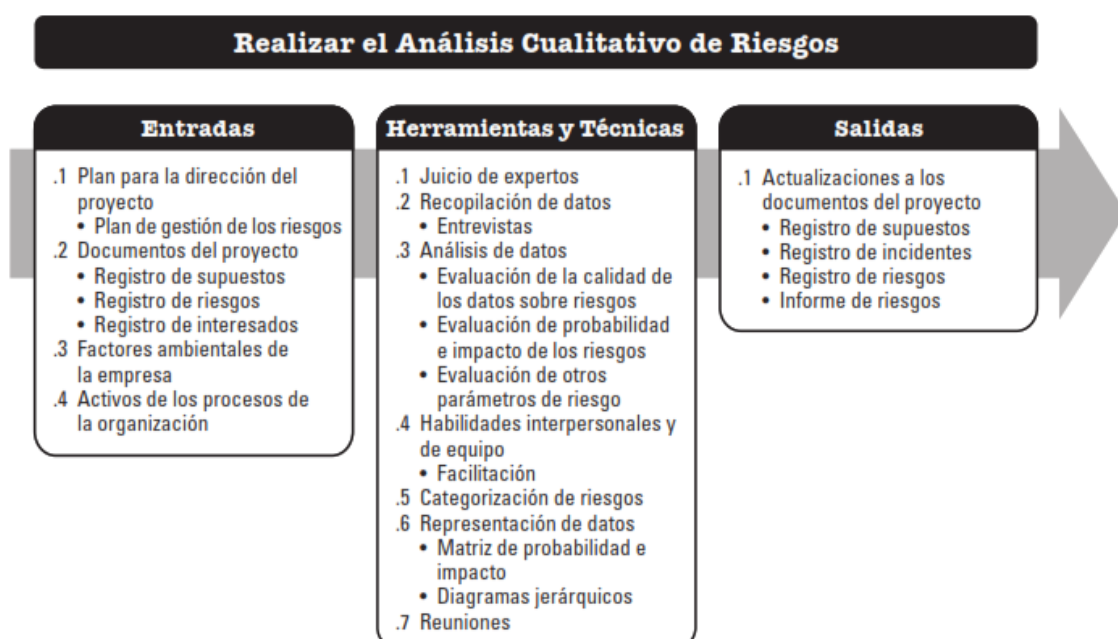 Realizar el Análisis Cualitativo de Riesgos
Entradas
.1 Plan para la dirección del
proyecto
• Plan de gestión de los riesgos
.2 Documentos del proyecto
• Registro de supuestos
• Registro de riesgos
• Registro de interesados
.3 Factores ambientales de
la empresa
.4 Activos de los procesos de
la organización
Herramientas y Técnicas
.1 Juicio de expertos
.2 Recopilación de datos
• Entrevistas
.3 Análisis de datos
• Evaluación de la calidad de
los datos sobre riesgos
• Evaluación de probabilidad
e impacto de los riesgos
• Evaluación de otros
parámetros de riesgo
.4 Habilidades interpersonales y
de equipo
• Facilitación
.5 Categorización de riesgos
.6 Representación de datos
• Matriz de probabilidad e
impacto
• Diagramas jerárquicos
.7 Reuniones
Salidas
.1 Actualizaciones a los
documentos del proyecto
• Registro de supuestos
• Registro de incidentes
• Registro de riesgos
• Informe de riesgos